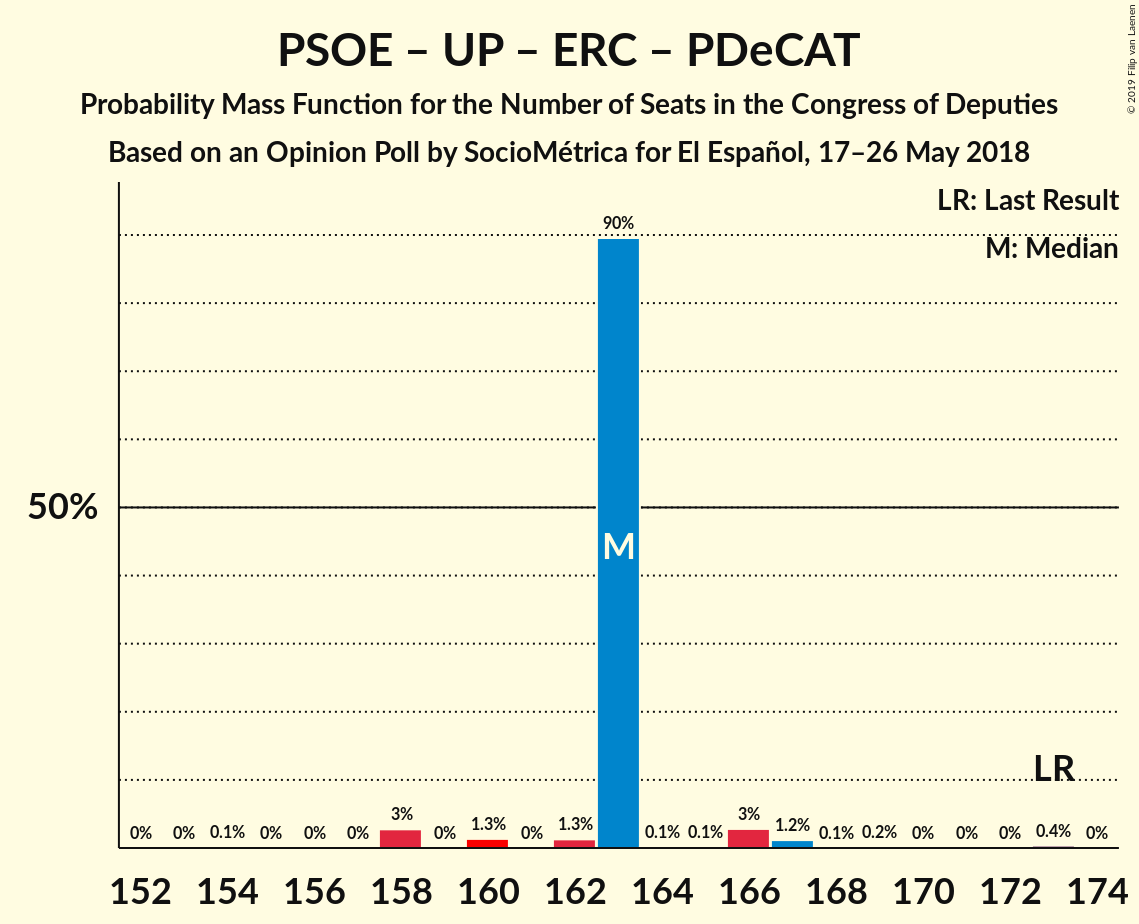 PSOE – UP – ERC – PDeCAT
Probability Mass Function for the Number of Seats in the Congress of Deputies
Based on an Opinion Poll by SocioMétrica for El Español, 17–26 May 2018
© 2019 Filip van Laenen
LR: Last Result
M: Median
90%
50%
M
LR
0% 0% 0.1% 0% 0% 0% 3% 0% 1.3% 0% 1.3% 0.1% 0.1% 3% 1.2% 0.1% 0.2% 0% 0% 0% 0.4% 0%
152 154 156 158 160 162 164 166 168 170 172 174